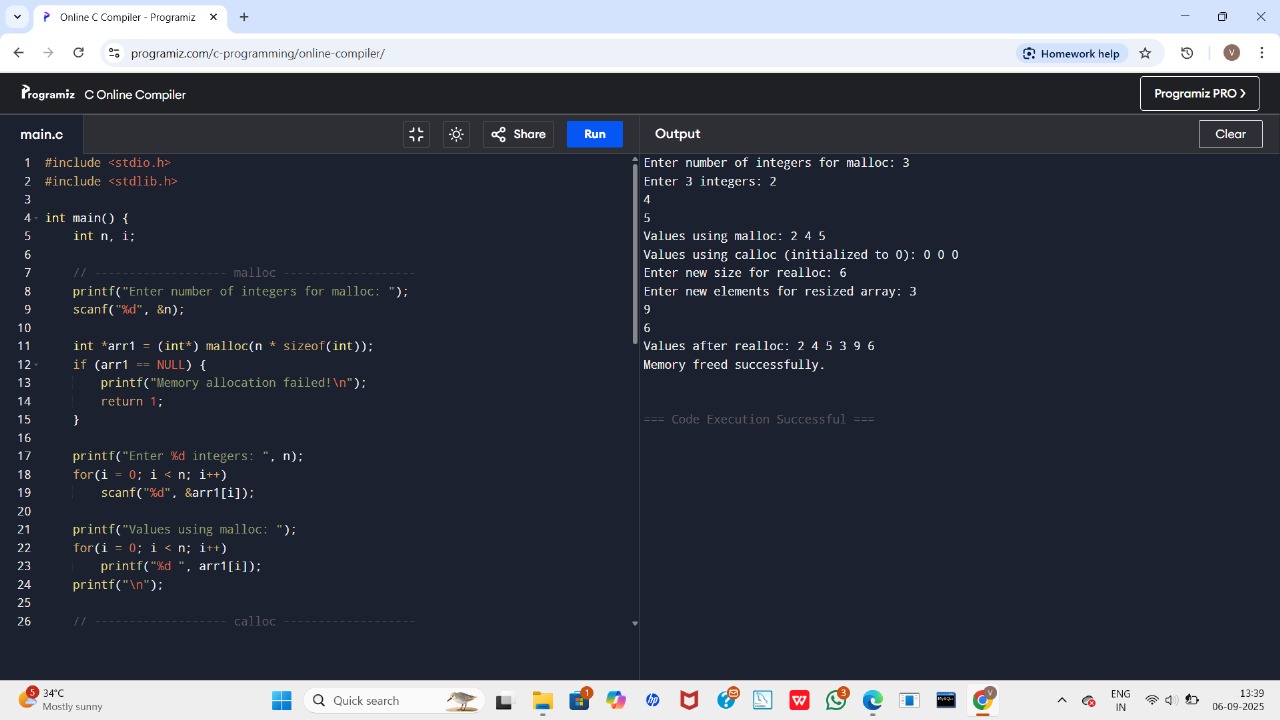 Online C Compiler - Programiz
programiz.com/c-programming/online-compiler/
Homework help
V
Programiz C Online Compiler
Programiz PRO
main.c
Share
Run
Output
Clear
1 #include <stdio.h>
2 #include <stdlib.h>
3
4 int main() {
5 int n, i;
6
7 // ------------------- malloc -------------------
8 printf("Enter number of integers for malloc: ");
9 scanf("%d", &n);
10
11 int *arr1 = (int*) malloc(n * sizeof(int));
12 if (arr1 == NULL) {
13 printf("Memory allocation failed!\n");
14 return 1;
15 }
16
17 printf("Enter %d integers: ", n);
18 for(i = 0; i < n; i++)
19 scanf("%d", &arr1[i]);
20
21 printf("Values using malloc: ");
22 for(i = 0; i < n; i++)
23 printf("%d ", arr1[i]);
24 printf("\n");
25
26 // ------------------- calloc -------------------
Enter number of integers for malloc: 3
Enter 3 integers: 2
4
5
Values using malloc: 2 4 5
Values using calloc (initialized to 0): 0 0 0
Enter new size for realloc: 6
Enter new elements for resized array: 3
9
6
Values after realloc: 2 4 5 3 9 6
Memory freed successfully.
=== Code Execution Successful ===
5
34°C
Mostly sunny
Quick search
1
3
V
ENG
IN
13:39
06-09-2025